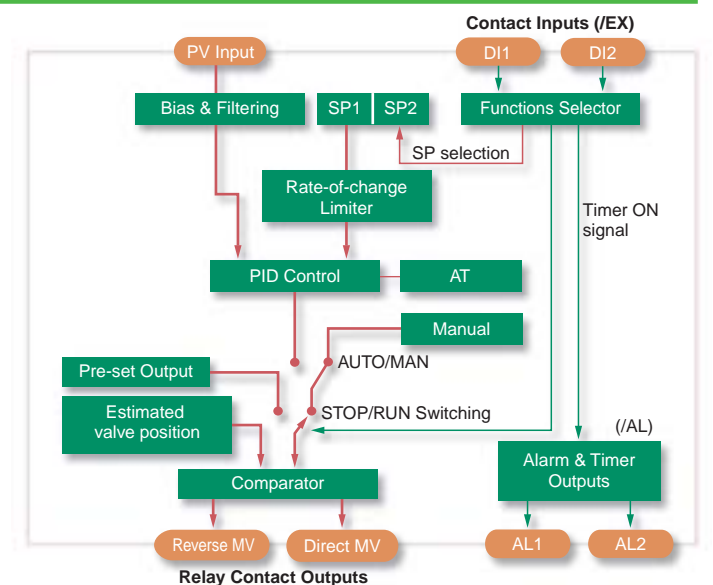 Contact Inputs (/EX)
PV Input
DI1
DI2
Bias & Filtering
SP1
SP2
Functions Selector
SP selection
Rate-of-change
Limiter
Timer ON
signal
PID Control
AT
Manual
AUTO/MAN
Pre-set Output
STOP/RUN Switching
Estimated
valve position
(/AL)
Alarm & Timer
Outputs
Comparator
Reverse MV
Direct MV
AL1
AL2
Relay Contact Outputs